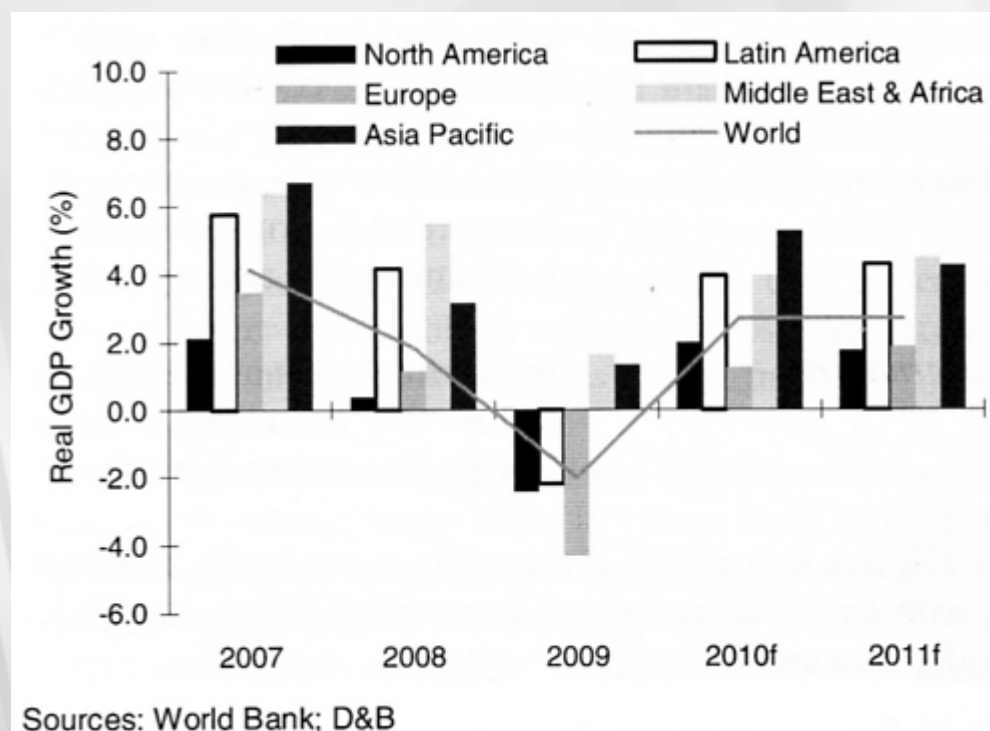 North America
Latin America
Europe
Middle East & Africa
Asia Pacific
World
Real GDP Growth (%)
10.0
8.0
6.0
4.0
2.0
0.0
-2.0
-4.0
-6.0
2007
2008
2009
2010f
2011f
Sources: World Bank; D&B